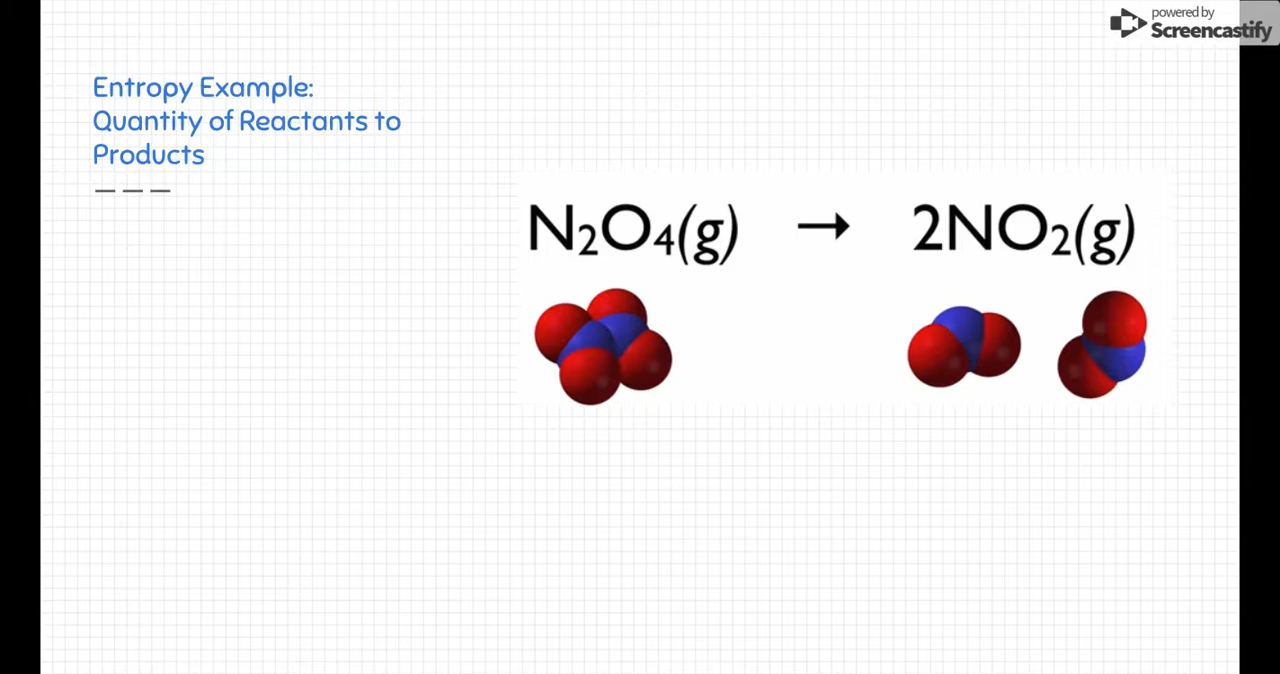 powered by
Screencastify
Entropy Example:
Quantity of Reactants to
Products
N₂O₄(g) → 2NO₂(g)